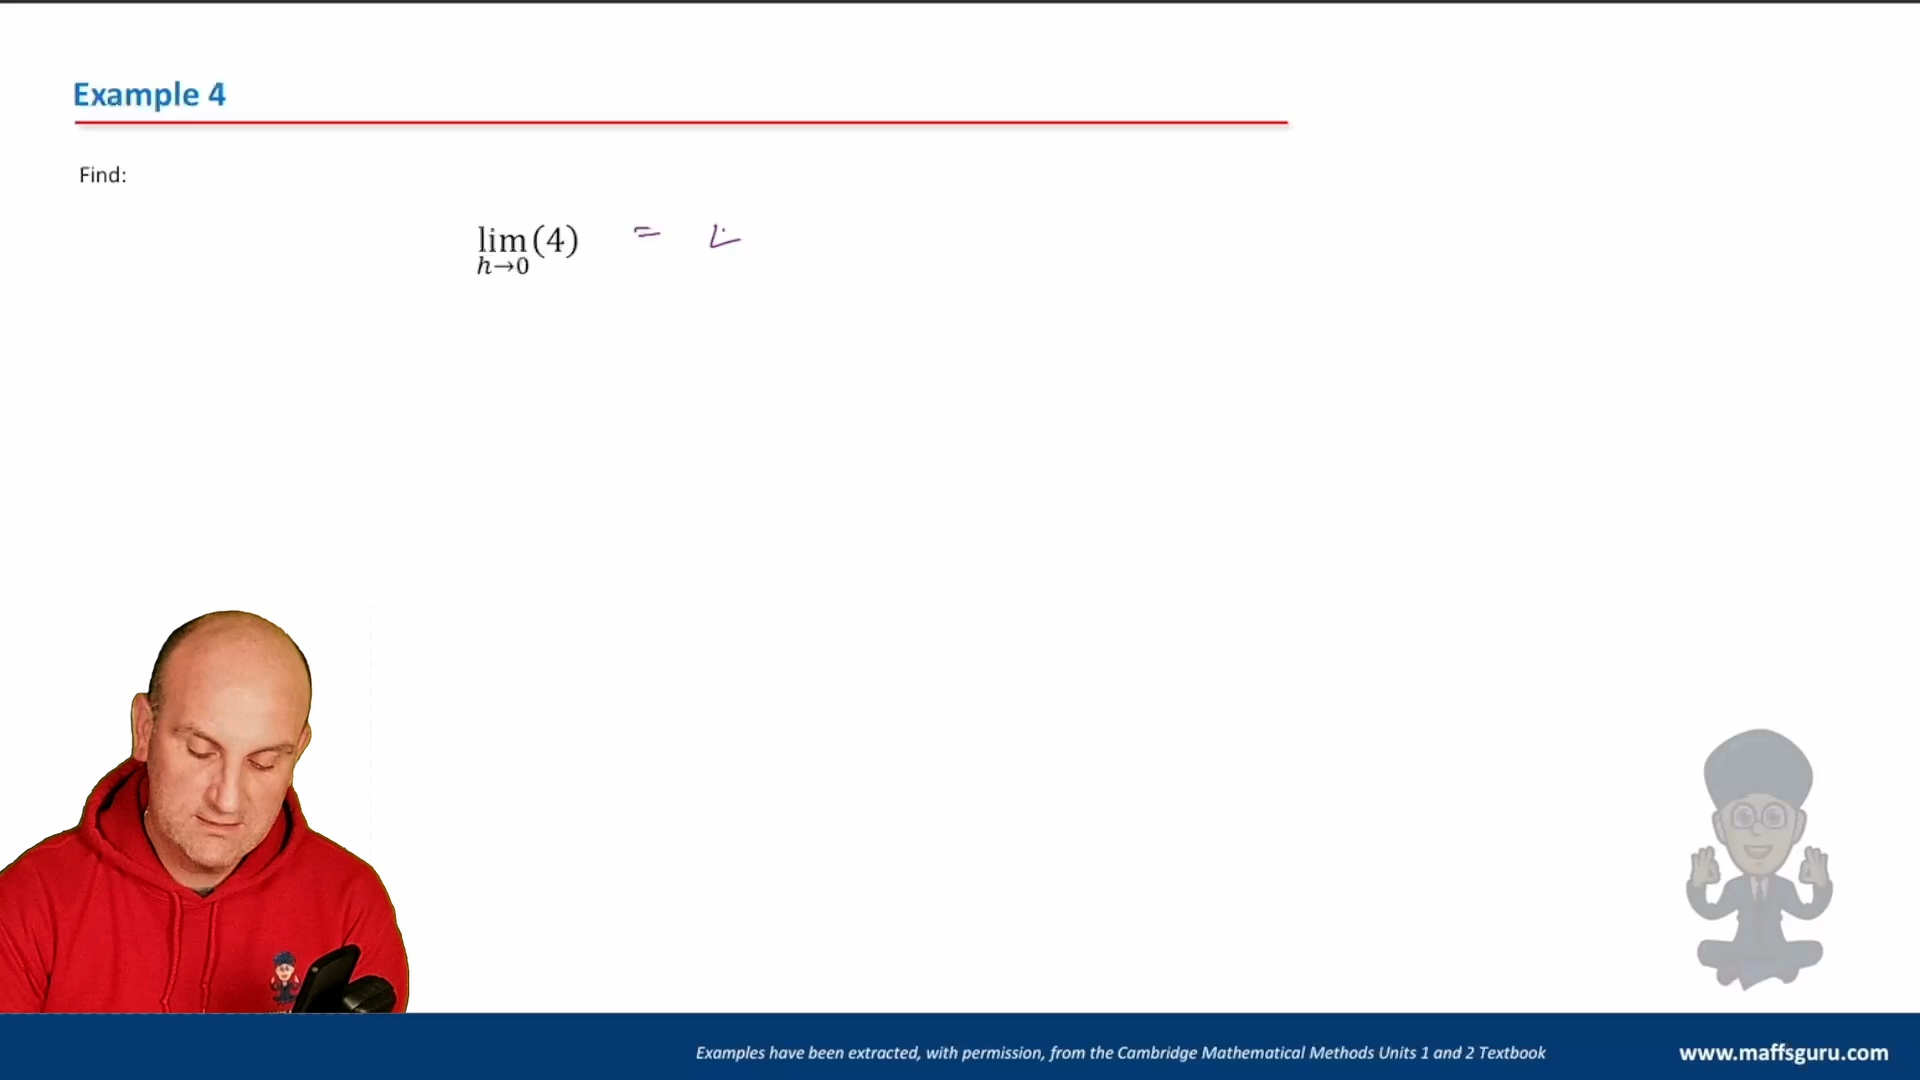 Example 4
Find:
lim (4) =
h→0
Examples have been extracted, with permission, from the Cambridge Mathematical Methods Units 1 and 2 Textbook
www.maffsguru.com